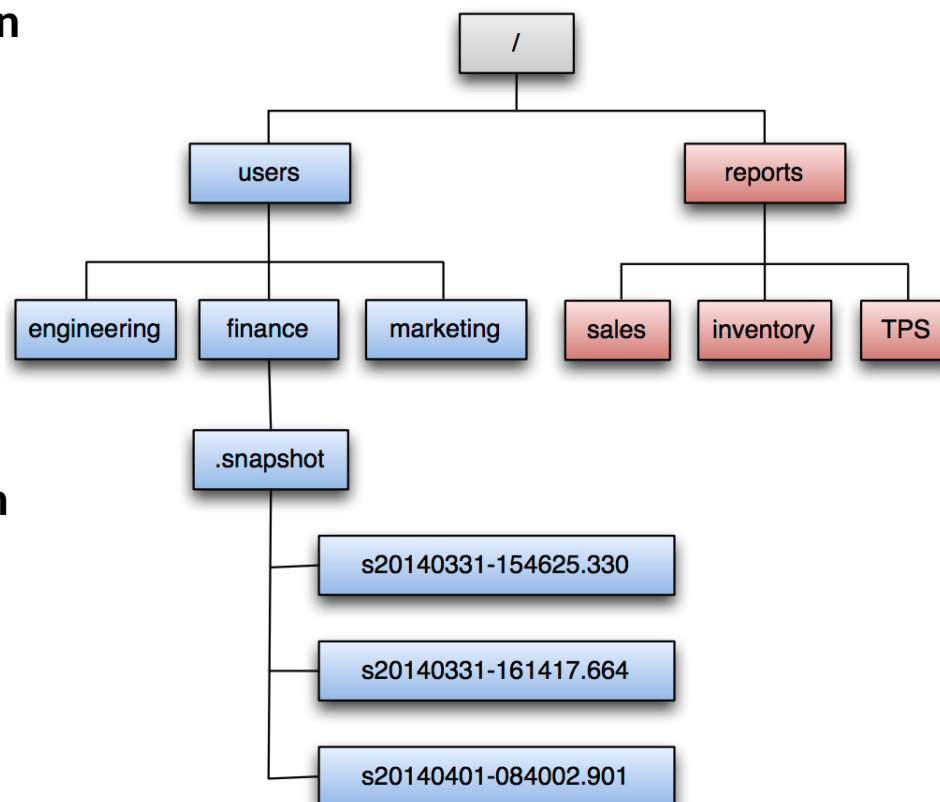 n
/
users
reports
engineering
finance
marketing
sales
inventory
TPS
.snapshot
s20140331-154625.330
s20140331-161417.664
s20140401-084002.901